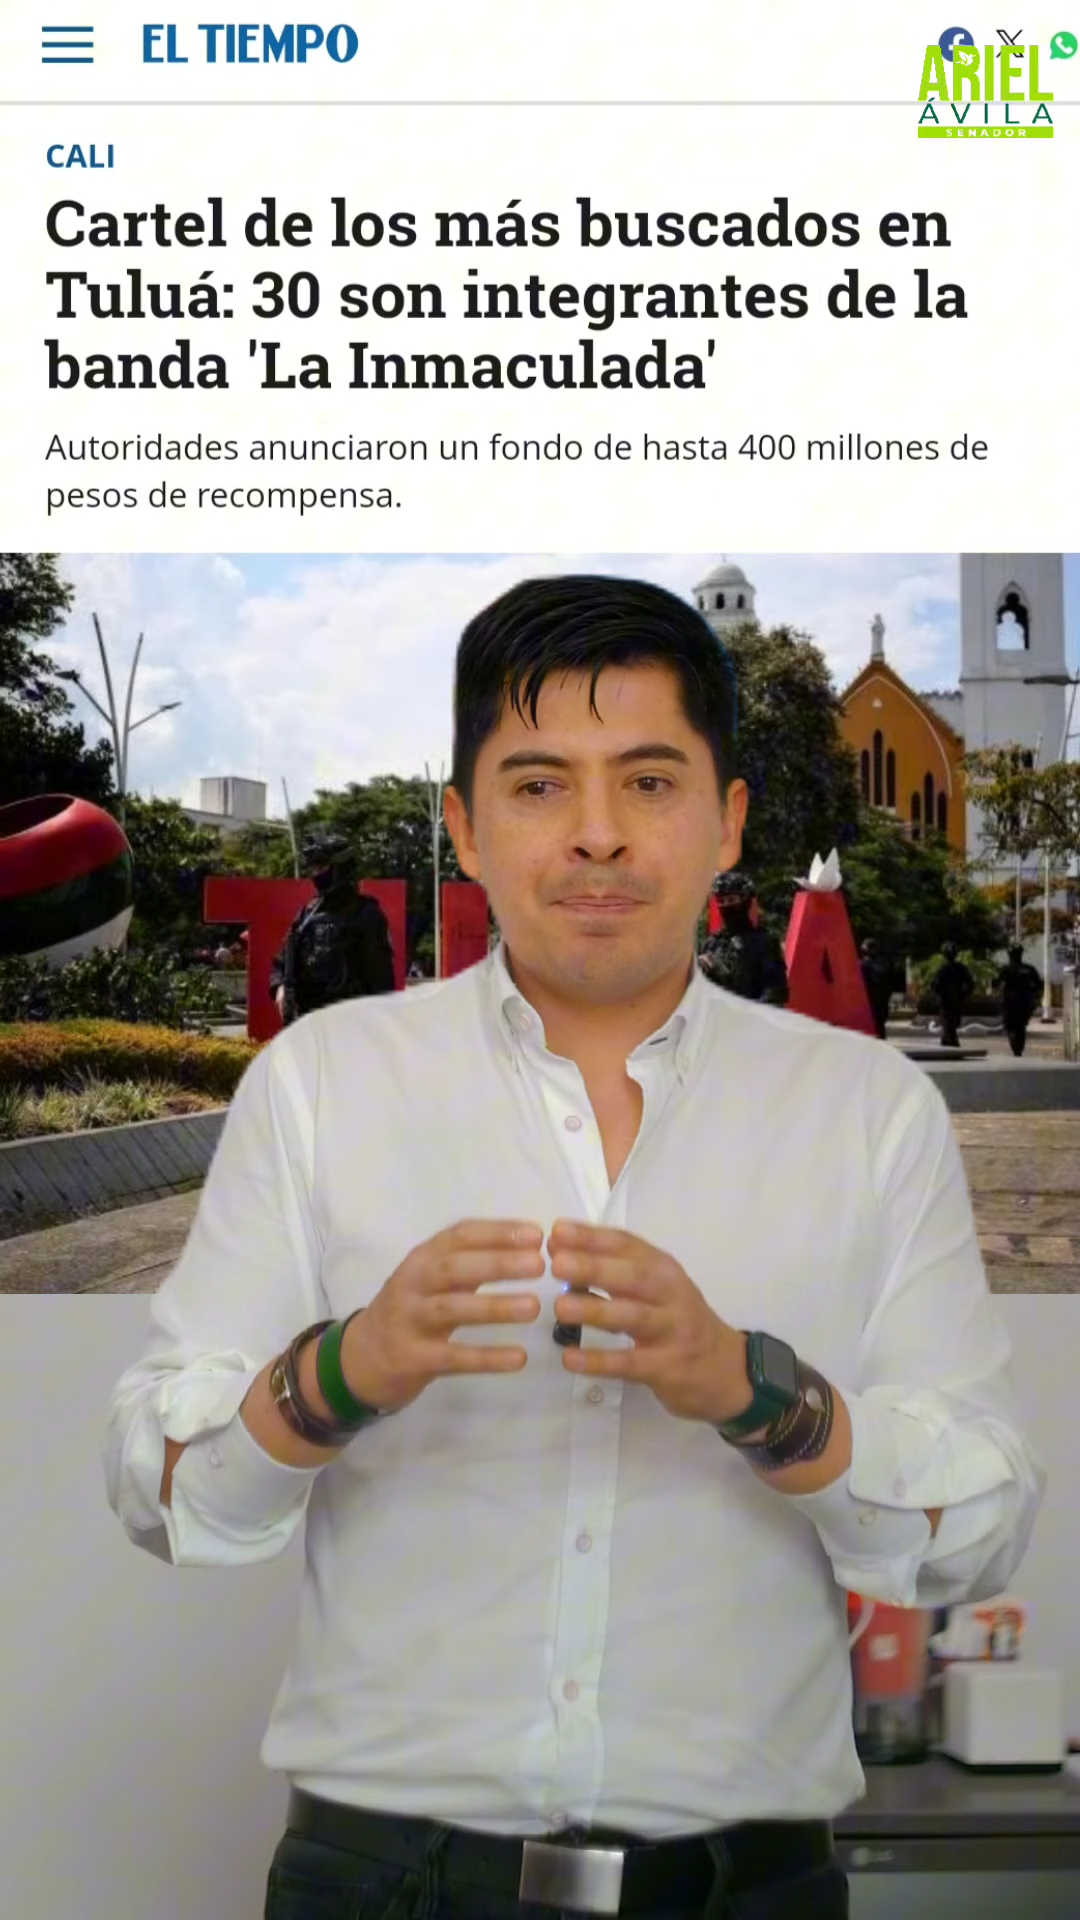 EL TIEMPO
ARIEL
ÁVILA
SENADOR
CALI
Cartel de los más buscados en
Tuluá: 30 son integrantes de la
banda 'La Inmaculada'
Autoridades anunciaron un fondo de hasta 400 millones de
pesos de recompensa.
LG